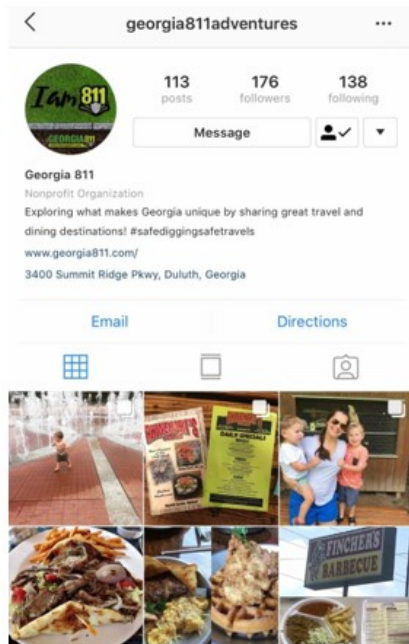 georgia811adventures
I am 811
GEORGIA811
113 176 138
posts followers following
Message
Georgia 811
Nonprofit Organization
Exploring what makes Georgia unique by sharing great travel and
dining destinations! #safediggingsafetravels
www.georgia811.com/
3400 Summit Ridge Pkwy, Duluth, Georgia
Email Directions
DAILY SPECIALS
FINCHER'S
BARBECUE